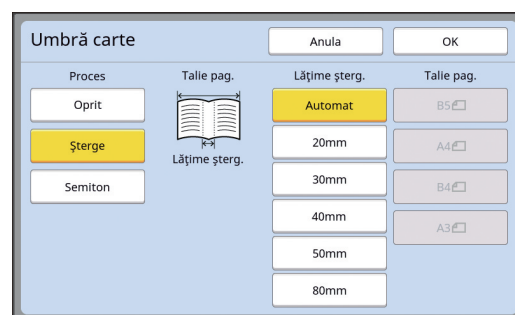 Umbră carte
Anula
OK
Proces
Talie pag.
Lăţime şterg.
Talie pag.
Oprit
Şterge
Semiton
Lăţime şterg.
Automat
20mm
30mm
40mm
50mm
80mm
B5
A4
B4
A3